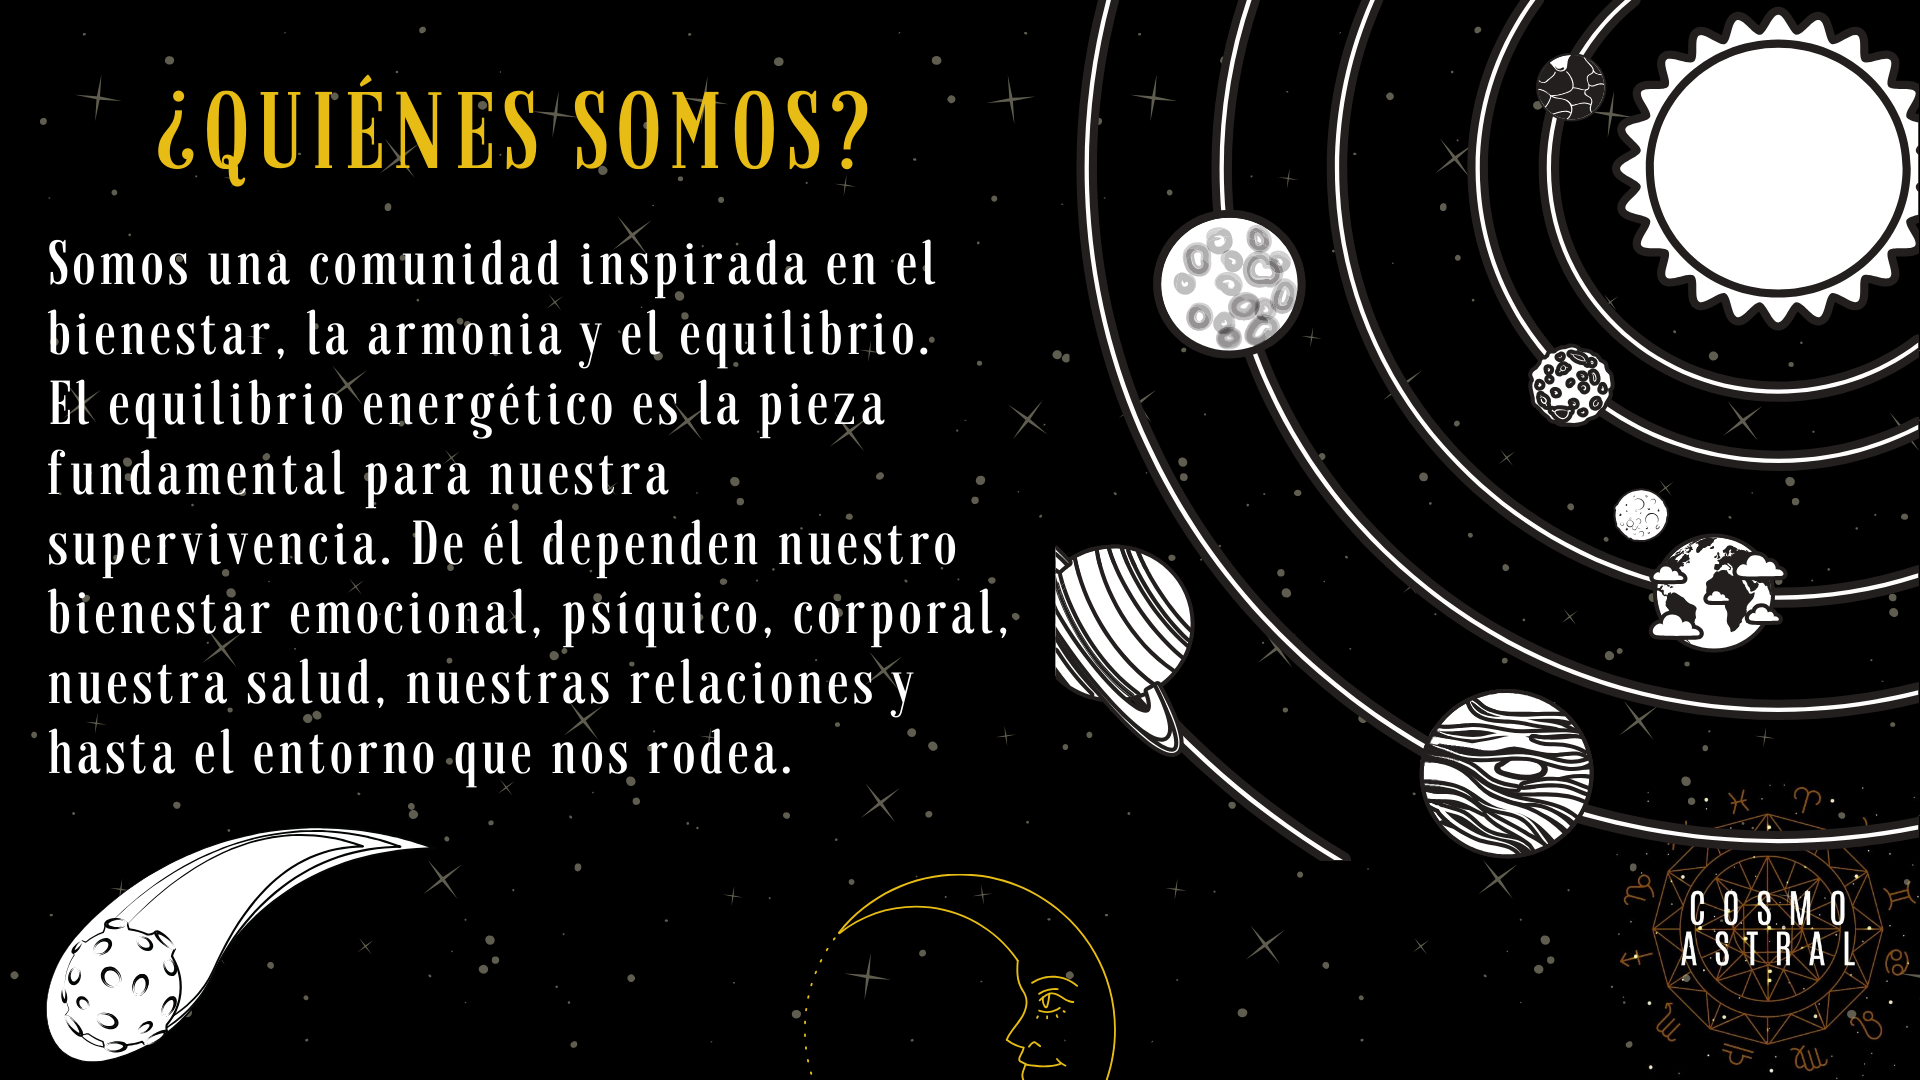 ¿QUIÉNES SOMOS?
Somos una comunidad inspirada en el
bienestar, la armonia y el equilibrio.
El equilibrio energético es la pieza
fundamental para nuestra
supervivencia. De él dependen nuestro
bienestar emocional, psíquico, corporal,
nuestra salud, nuestras relaciones y
hasta el entorno que nos rodea.
COSMO
ASTRAL